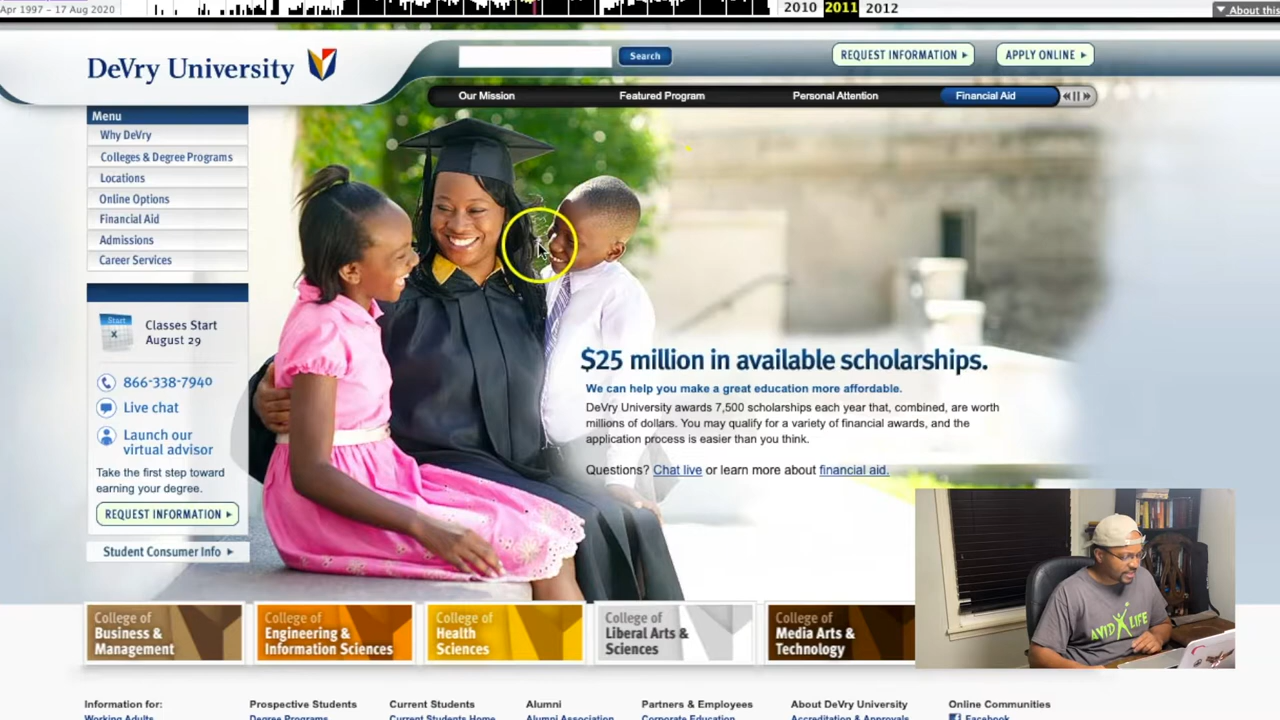 Apr 1997 - 17 Aug 2020
2010 2011 2012
▼ About this
DeVry University
Search
REQUEST INFORMATION
APPLY ONLINE
Our Mission
Featured Program
Personal Attention
Financial Aid
Menu
Why DeVry
Colleges & Degree Programs
Locations
Online Options
Financial Aid
Admissions
Career Services
Start
x
Classes Start
August 29
866-338-7940
Live chat
Launch our
virtual advisor
Take the first step toward
earning your degree.
REQUEST INFORMATION
Student Consumer Info
$25 million in available scholarships.
We can help you make a great education more affordable.
DeVry University awards 7,500 scholarships each year that, combined, are worth
millions of dollars. You may qualify for a variety of financial awards, and the
application process is easier than you think.
Questions? Chat live or learn more about financial aid.
AVID LIFE
College of
Business &
Management
College of
Engineering &
Information Sciences
College of
Health
Sciences
College of
Liberal Arts &
Sciences
College of
Media Arts &
Technology
Information for:
Working Adults
Prospective Students
Degree Programs
Current Students
Current Students Home
Alumni
Alumni Association
Partners & Employees
Corporate Education
About DeVry University
Accreditation & Approvals
Online Communities
Facebook